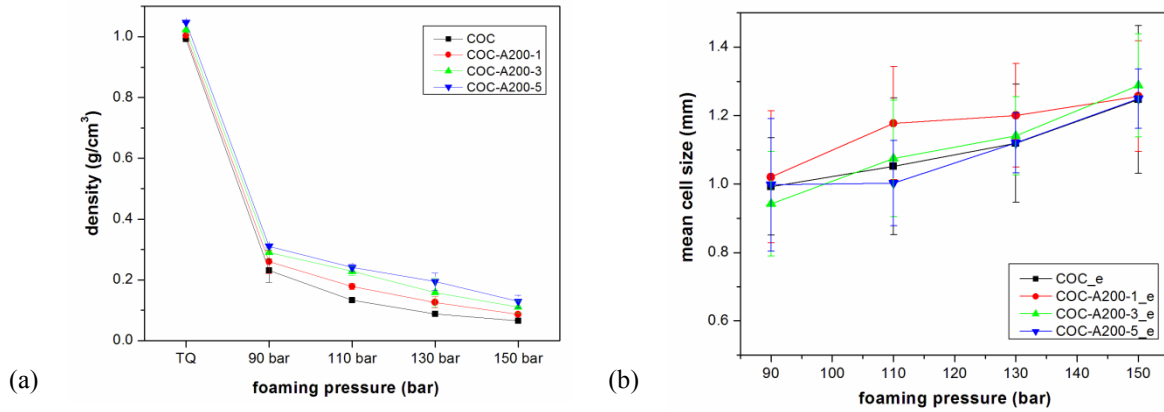 COC
COC-A200-1
COC-A200-3
COC-A200-5
density (g/cm³)
1.0
0.8
0.6
0.4
0.2
0.0
TQ 90 bar 110 bar 130 bar 150 bar
foaming pressure (bar)
(a)
mean cell size (mm)
1.4
1.2
1.0
0.8
0.6
COC_e
COC-A200-1_e
COC-A200-3_e
COC-A200-5_e
90 100 110 120 130 140 150
foaming pressure (bar)
(b)